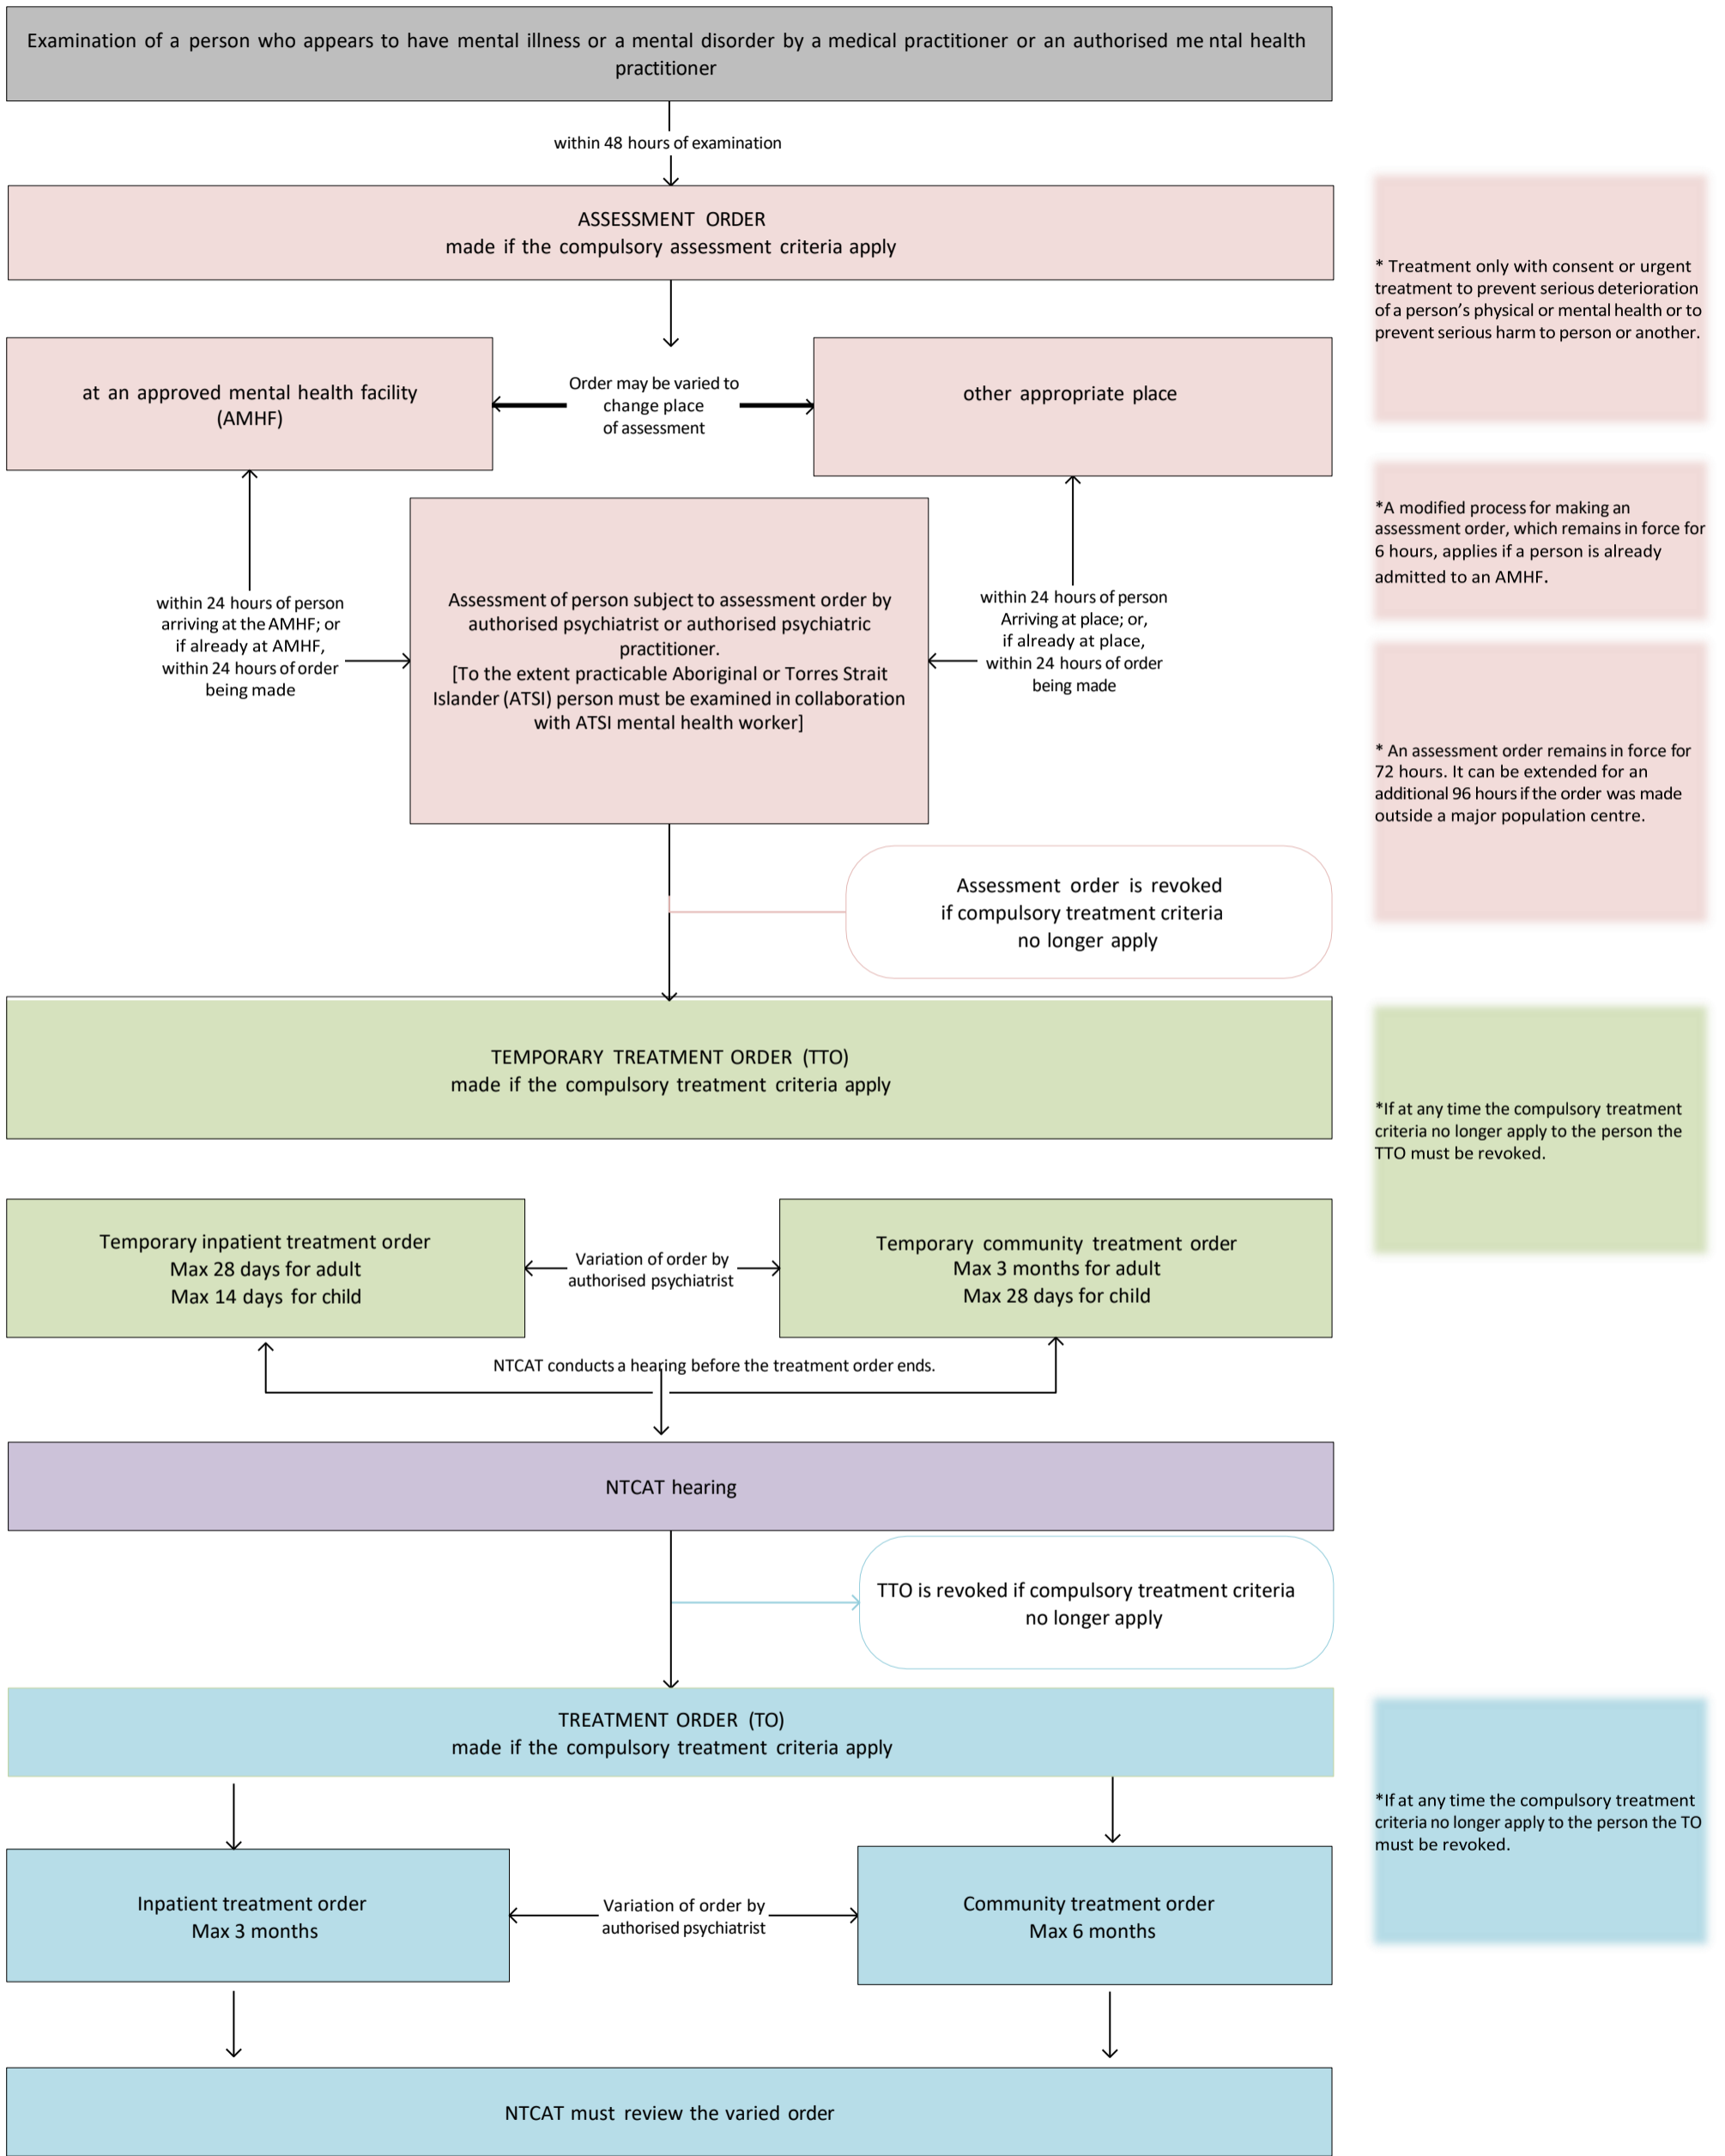 Examination of a person who appears to have mental illness or a mental disorder by a medical practitioner or an authorised me ntal health
practitioner
within 48 hours of examination
ASSESSMENT ORDER
made if the compulsory assessment criteria apply
* Treatment only with consent or urgent
treatment to prevent serious deterioration
of a person's physical or mental health or to
prevent serious harm to person or another.
at an approved mental health facility
(AMHF)
Order may be varied to
change place
of assessment
other appropriate place
*A modified process for making an
assessment order, which remains in force for
6 hours, applies if a person is already
admitted to an AMHF.
within 24 hours of person
arriving at the AMHF; or
if already at AMHF,
within 24 hours of order
being made
Assessment of person subject to assessment order by
authorised psychiatrist or authorised psychiatric
practitioner.
[To the extent practicable Aboriginal or Torres Strait
Islander (ATSI) person must be examined in collaboration
with ATSI mental health worker]
within 24 hours of person
Arriving at place; or,
if already at place,
within 24 hours of order
being made
* An assessment order remains in force for
72 hours. It can be extended for an
additional 96 hours if the order was made
outside a major population centre.
Assessment order is revoked
if compulsory treatment criteria
no longer apply
TEMPORARY TREATMENT ORDER (TTO)
made if the compulsory treatment criteria apply
*If at any time the compulsory treatment
criteria no longer apply to the person the
TTO must be revoked.
Temporary inpatient treatment order
Max 28 days for adult
Max 14 days for child
Variation of order by
authorised psychiatrist
Temporary community treatment order
Max 3 months for adult
Max 28 days for child
NTCAT conducts a hearing before the treatment order ends.
NTCAT hearing
TTO is revoked if compulsory treatment criteria
no longer apply
TREATMENT ORDER (TO)
made if the compulsory treatment criteria apply
*If at any time the compulsory treatment
criteria no longer apply to the person the TO
must be revoked.
Inpatient treatment order
Max 3 months
Variation of order by
authorised psychiatrist
Community treatment order
Max 6 months
NTCAT must review the varied order